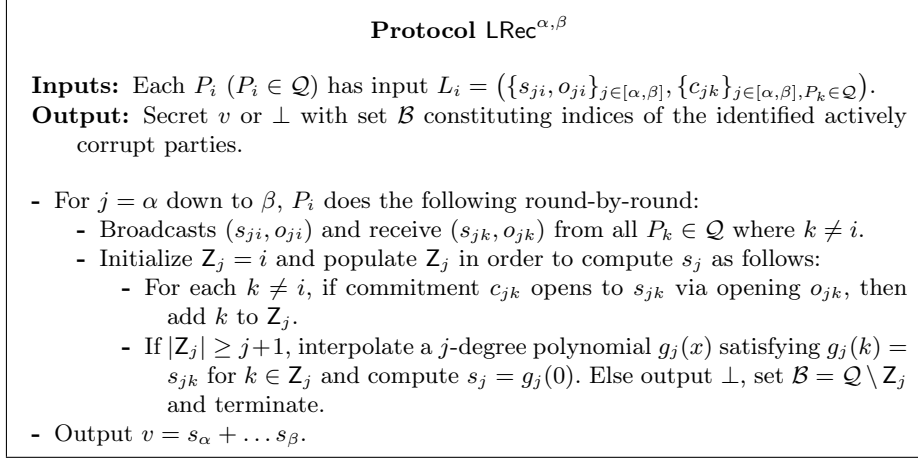 Protocol LRec^{α,β}
Inputs: Each P_i (P_i ∈ 𝒬) has input L_i = ({s_{ji}, o_{ji}}_{j∈[α,β]}, {c_{jk}}_{j∈[α,β],P_k∈𝒬}).
Output: Secret v or ⊥ with set ℬ constituting indices of the identified actively
corrupt parties.
- For j = α down to β, P_i does the following round-by-round:
- Broadcasts (s_{ji}, o_{ji}) and receive (s_{jk}, o_{jk}) from all P_k ∈ 𝒬 where k ≠ i.
- Initialize Z_j = i and populate Z_j in order to compute s_j as follows:
- For each k ≠ i, if commitment c_{jk} opens to s_{jk} via opening o_{jk}, then
add k to Z_j.
- If |Z_j| ≥ j+1, interpolate a j-degree polynomial g_j(x) satisfying g_j(k) =
s_{jk} for k ∈ Z_j and compute s_j = g_j(0). Else output ⊥, set ℬ = 𝒬 \ Z_j
and terminate.
- Output v = s_α + … s_β.